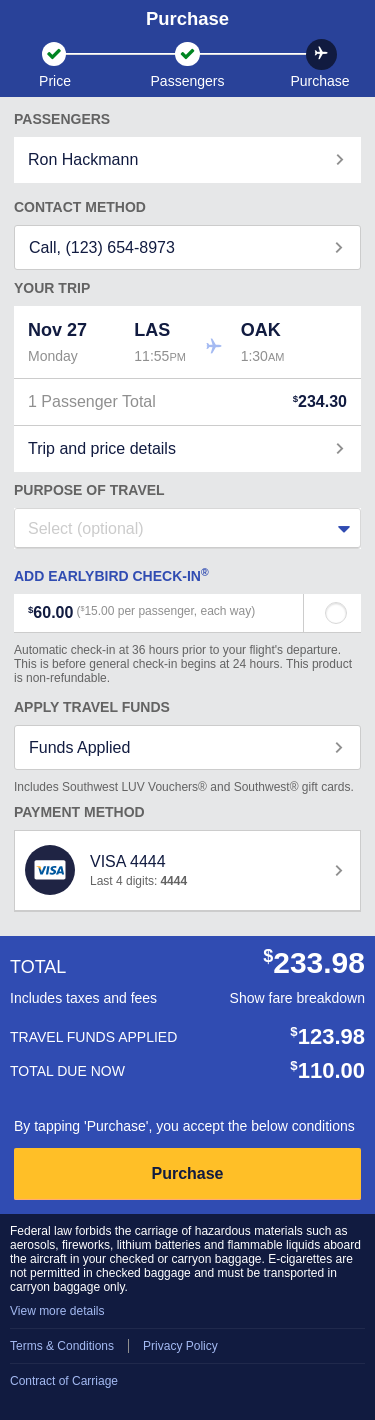 Purchase
Price Passengers Purchase
PASSENGERS
Ron Hackmann
CONTACT METHOD
Call, (123) 654-8973
YOUR TRIP
Nov 27 LAS OAK
Monday 11:55PM 1:30AM
1 Passenger Total $234.30
Trip and price details
PURPOSE OF TRAVEL
Select (optional)
ADD EARLYBIRD CHECK-IN®
$60.00 ($15.00 per passenger, each way)
Automatic check-in at 36 hours prior to your flight's departure.
This is before general check-in begins at 24 hours. This product
is non-refundable.
APPLY TRAVEL FUNDS
Funds Applied
Includes Southwest LUV Vouchers® and Southwest® gift cards.
PAYMENT METHOD
VISA VISA 4444
Last 4 digits: 4444
TOTAL $233.98
Includes taxes and fees Show fare breakdown
TRAVEL FUNDS APPLIED $123.98
TOTAL DUE NOW $110.00
By tapping 'Purchase', you accept the below conditions
Purchase
Federal law forbids the carriage of hazardous materials such as
aerosols, fireworks, lithium batteries and flammable liquids aboard
the aircraft in your checked or carryon baggage. E-cigarettes are
not permitted in checked baggage and must be transported in
carryon baggage only.
View more details
Terms & Conditions Privacy Policy
Contract of Carriage